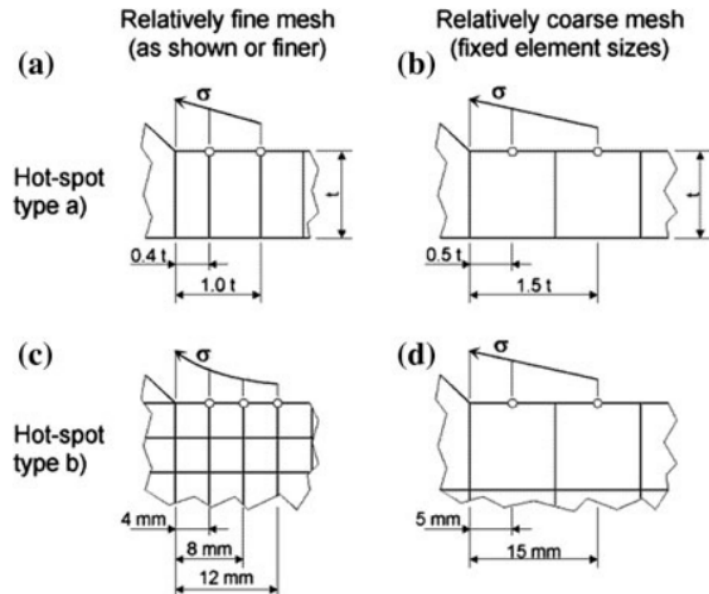 Relatively fine mesh
(as shown or finer)
Relatively coarse mesh
(fixed element sizes)
(a)
(b)
Hot-spot
type a)
σ
t
0.4 t
1.0 t
σ
t
0.5 t
1.5 t
(c)
(d)
Hot-spot
type b)
σ
4 mm
8 mm
12 mm
σ
5 mm
15 mm